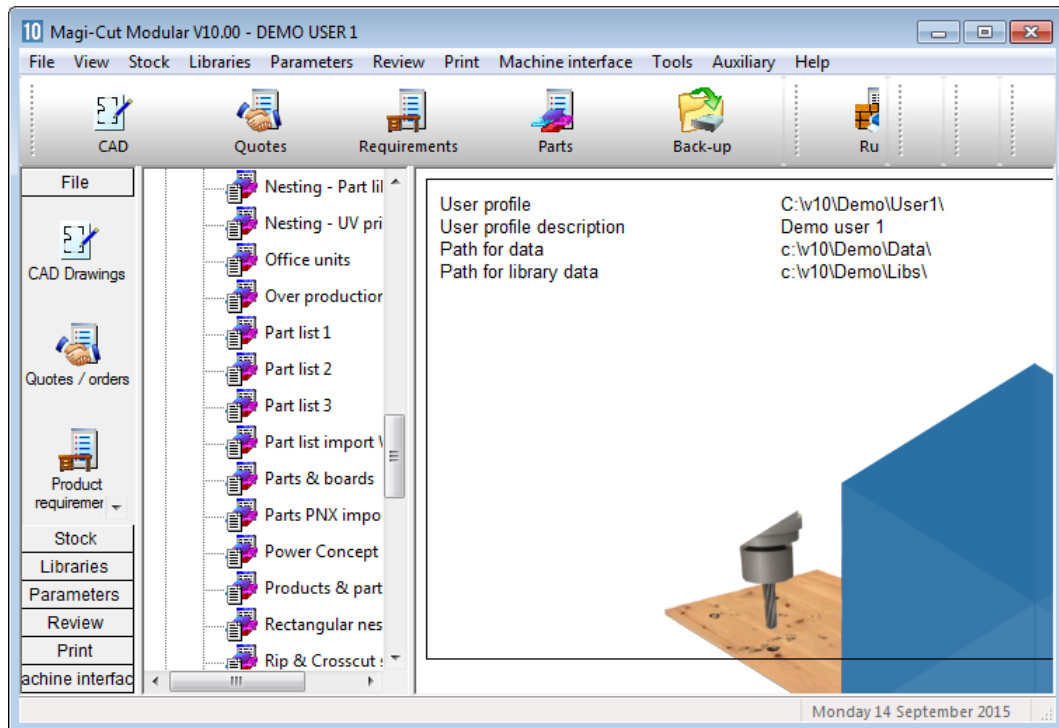 10 Magi-Cut Modular V10.00 - DEMO USER 1
File View Stock Libraries Parameters Review Print Machine interface Tools Auxiliary Help
CAD Quotes Requirements Parts Back-up Ru
File
CAD Drawings
Quotes / orders
Product
requiremer
Stock
Libraries
Parameters
Review
Print
achine interfac
Nesting - Part lil
Nesting - UV pri
Office units
Over production
Part list 1
Part list 2
Part list 3
Part list import \
Parts & boards
Parts PNX impo
Power Concept
Products & part
Rectangular nes
Rip & Crosscut s
User profile C:\v10\Demo\User1\
User profile description Demo user 1
Path for data c:\v10\Demo\Data\
Path for library data c:\v10\Demo\Libs\
Monday 14 September 2015